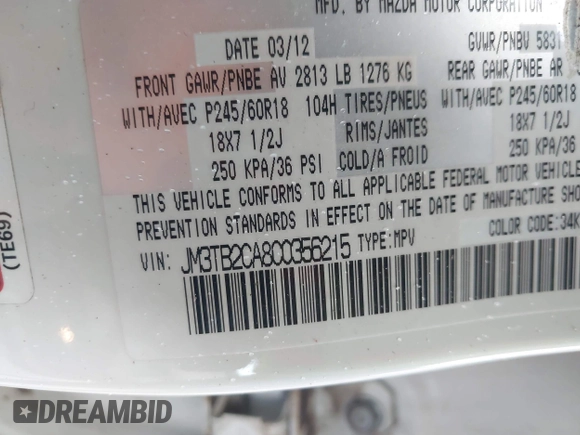 MFD. BY MAZDA MOTOR CORPORATION
DATE 03/12 GVWR/PNBV 5831
FRONT GAWR/PNBE AV 2813 LB 1276 KG REAR GAWR/PNBE AR
WITH/AVEC P245/60R18 104H TIRES/PNEUS WITH/AVEC P245/60R18
18X7 1/2J RIMS/JANTES 18X7 1/2J
250 KPA/36 PSI COLD/A FROID 250 KPA/36
THIS VEHICLE CONFORMS TO ALL APPLICABLE FEDERAL MOTOR VEHICLE
PREVENTION STANDARDS IN EFFECT ON THE DATE OF MANUFACTURE SHOW
COLOR CODE:34K
VIN: JM3TB2CA8C0356215 TYPE:MPV
(TE69)
DREAMBID